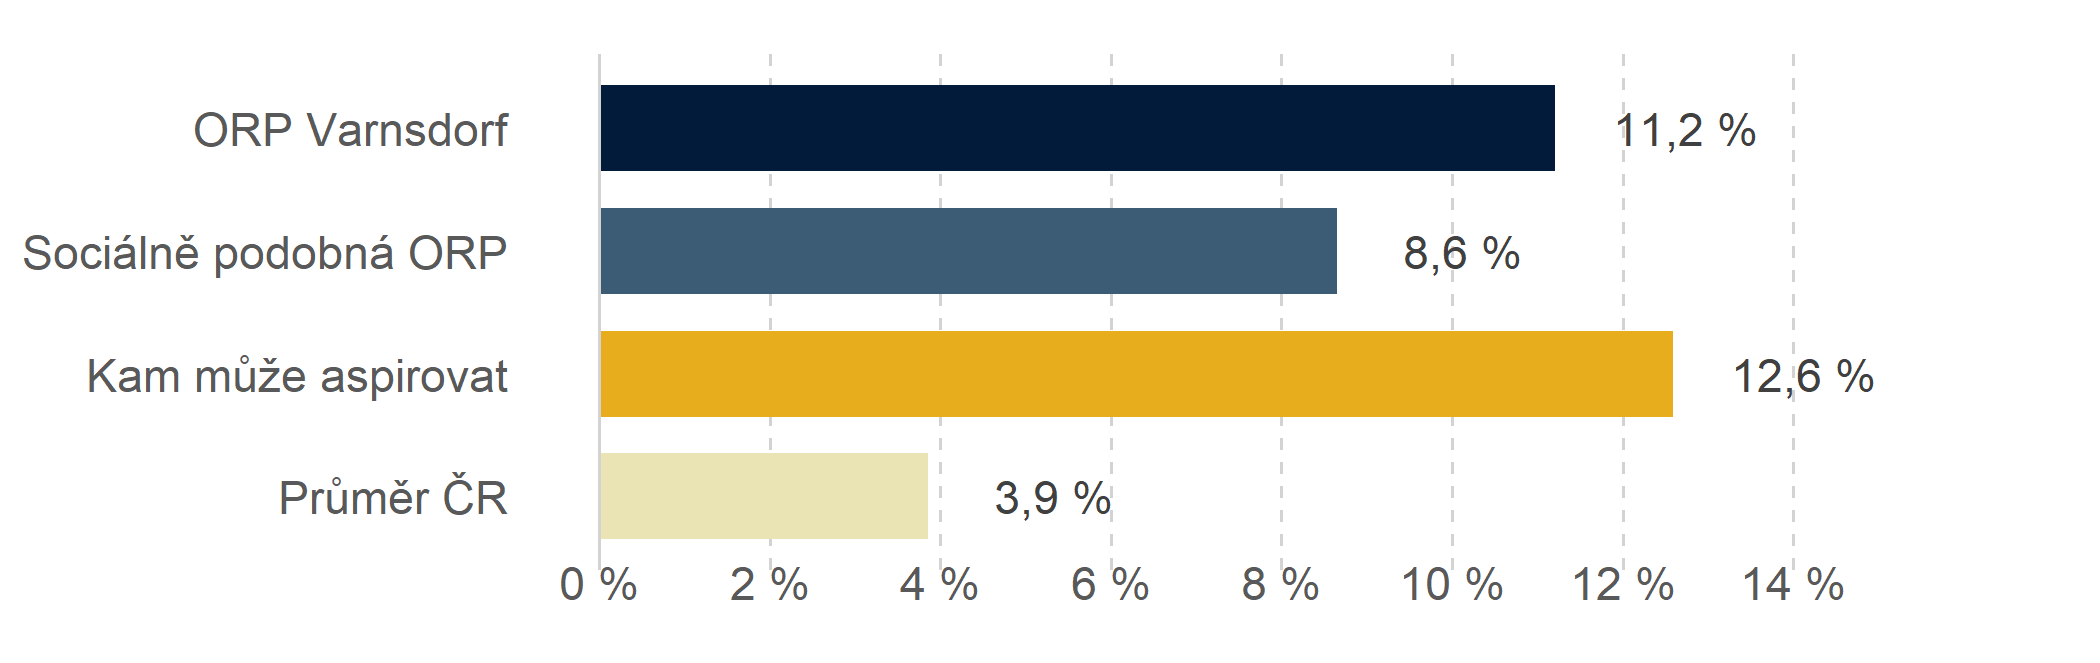 ORP Varnsdorf
11,2 %
Sociálně podobná ORP
8,6 %
Kam může aspirovat
12,6 %
Průměr ČR
3,9 %
0 % 2 % 4 % 6 % 8 % 10 % 12 % 14 %